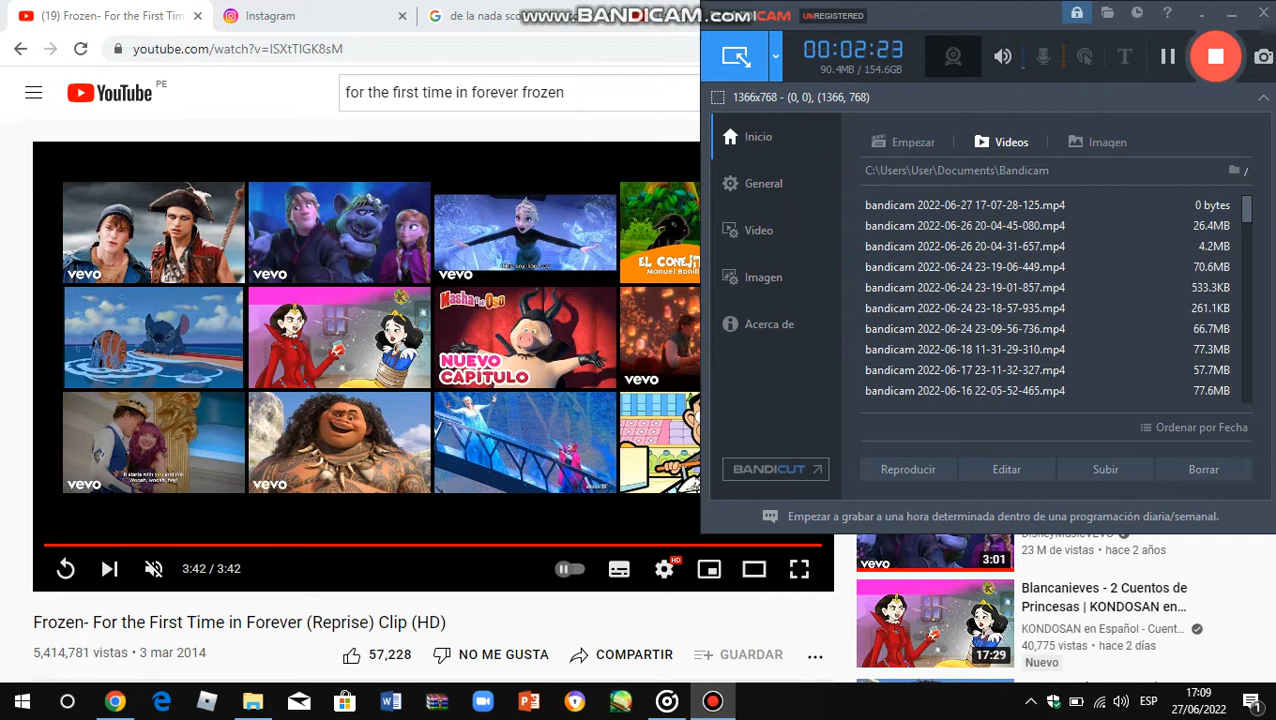 (19) Frozen- For the First Tim
Instagram
de la nada sco
www.BANDICAM.com
BANDICAM
UNREGISTERED
youtube.com/watch?v=ISXtTIGK8sM
00:02:23
90.4MB / 154.6GB
YouTube PE
for the first time in forever frozen
1366x768 - (0, 0), (1366, 768)
Inicio
General
Video
Imagen
Acerca de
Empezar
Videos
Imagen
C:\Users\User\Documents\Bandicam
bandicam 2022-06-27 17-07-28-125.mp4 0 bytes
bandicam 2022-06-26 20-04-45-080.mp4 26.4MB
bandicam 2022-06-26 20-04-31-657.mp4 4.2MB
bandicam 2022-06-24 23-19-06-449.mp4 70.6MB
bandicam 2022-06-24 23-19-01-857.mp4 533.3KB
bandicam 2022-06-24 23-18-57-935.mp4 261.1KB
bandicam 2022-06-24 23-09-56-736.mp4 66.7MB
bandicam 2022-06-18 11-31-29-310.mp4 77.3MB
bandicam 2022-06-17 23-11-32-327.mp4 17.7MB
bandicam 2022-06-16 22-05-52-465.mp4 77.6MB
Ordenar por Fecha
BANDICUT
Reproducir
Editar
Subir
Borrar
Empezar a grabar a una hora determinada dentro de una programación diaria/semanal.
vevo
vevo
vevo
EL CONEJIT
Manuel Bonill
Masha y el Oso
NUEVO
CAPÍTULO
vevo
vevo
vevo
3:42 / 3:42
HD
Frozen- For the First Time in Forever (Reprise) Clip (HD)
5,414,781 vistas • 3 mar 2014
57,228
NO ME GUSTA
COMPARTIR
GUARDAR
DisneyMusicVEVO
23 M de vistas • hace 2 años
vevo
3:01
Blancanieves - 2 Cuentos de
Princesas | KONDOSAN en...
KONDOSAN en Español - Cuent...
40,775 vistas • hace 2 días
Nuevo
17:29
ESP
17:09
27/06/2022
1